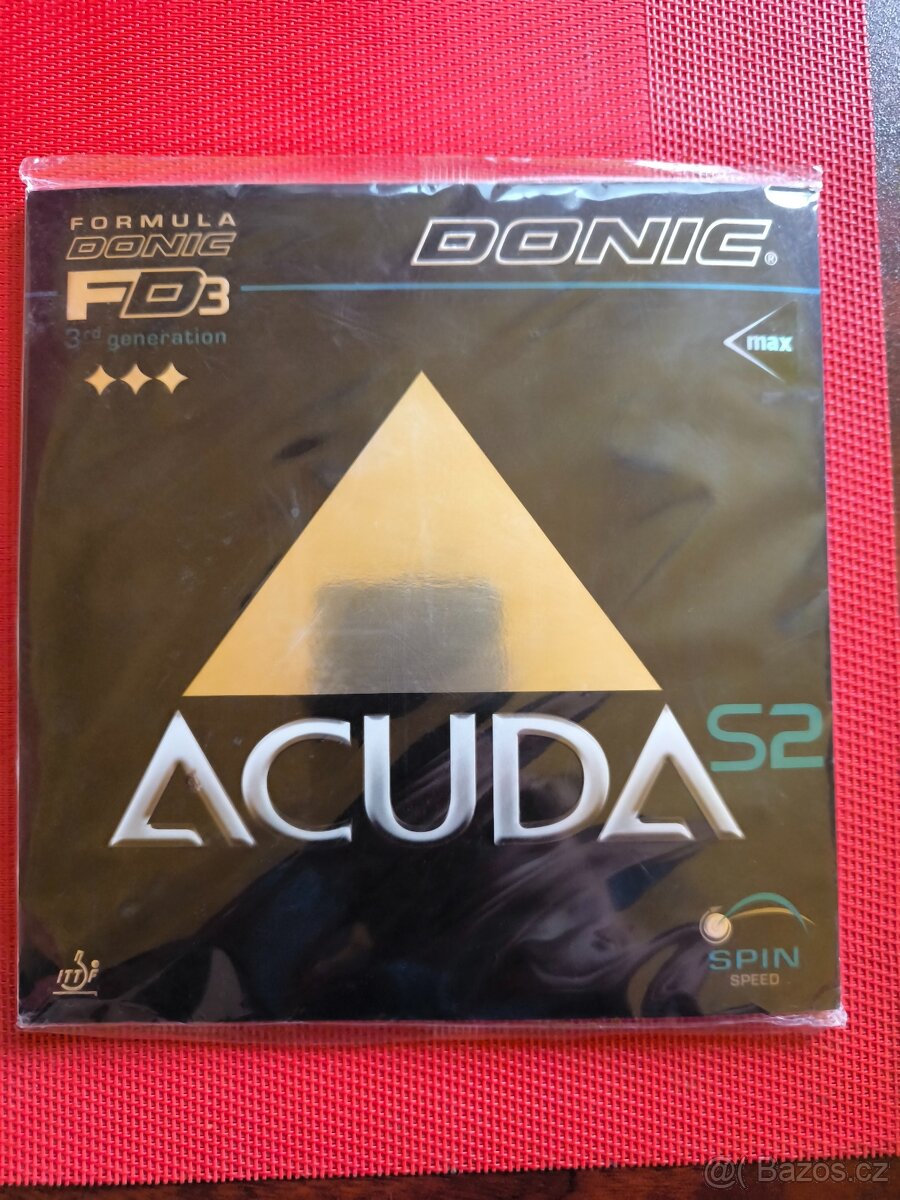 FORMULA
DONIC
FD3
3rd generation
DONIC®
max
ACUDA S2
ITTF
SPIN
SPEED
@( Bazos.cz